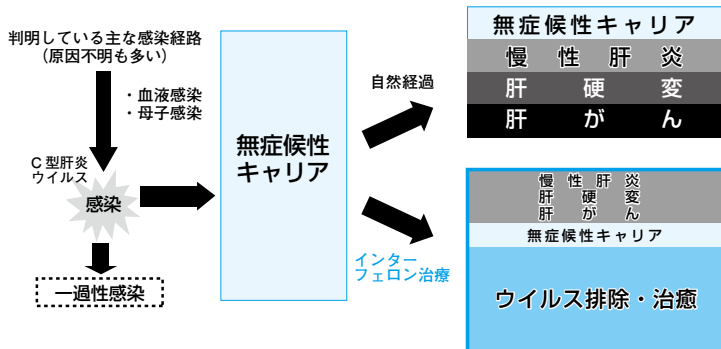 判明している主な感染経路
（原因不明も多い）
・血液感染
・母子感染
C型肝炎
ウイルス
感染
一過性感染
無症候性
キャリア
自然経過
インター
フェロン治療
無症候性キャリア
慢性肝炎
肝硬変
肝がん
慢性肝炎
肝硬変
肝がん
無症候性キャリア
ウイルス排除・治癒